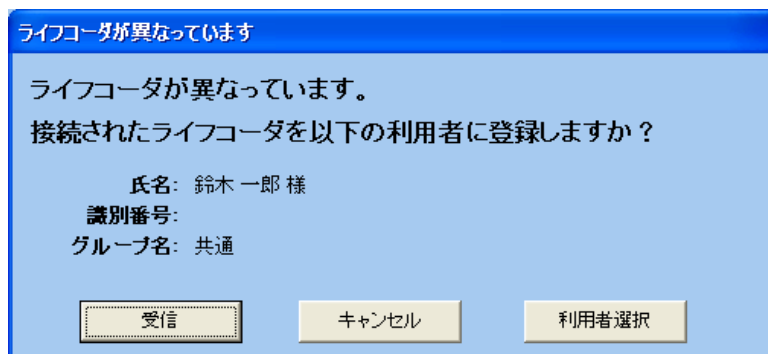 ライフコーダが異なっています
ライフコーダが異なっています。
接続されたライフコーダを以下の利用者に登録しますか？
氏名: 鈴木 一郎 様
識別番号:
グループ名: 共通
受信 キャンセル 利用者選択